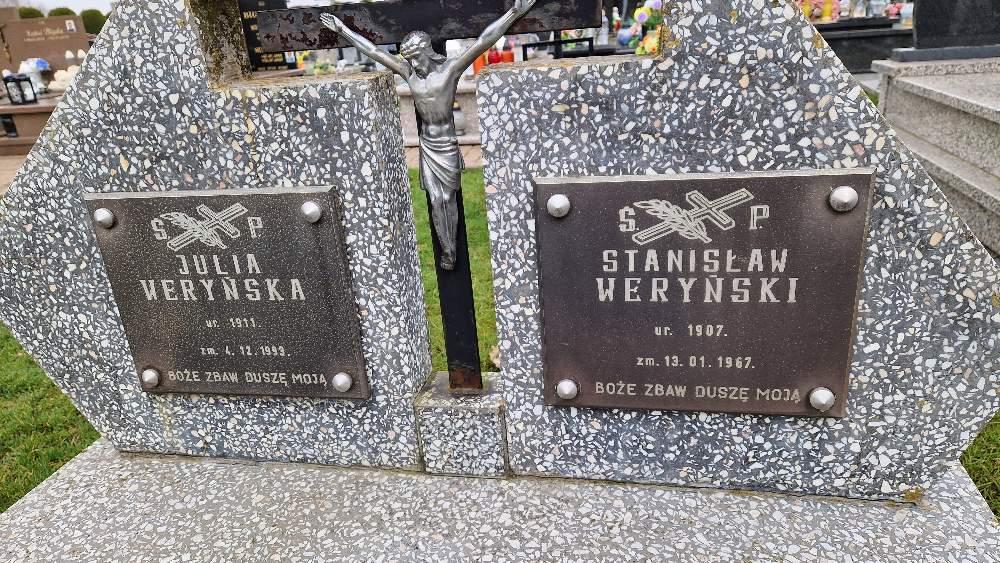 S. P.
JULIA
WERYŃSKA
ur. 1911.
zm. 4.12.1993.
BOŻE ZBAW DUSZĘ MOJĄ
S. P.
STANISŁAW
WERYŃSKI
ur. 1907.
zm. 13.01.1967.
BOŻE ZBAW DUSZĘ MOJĄ